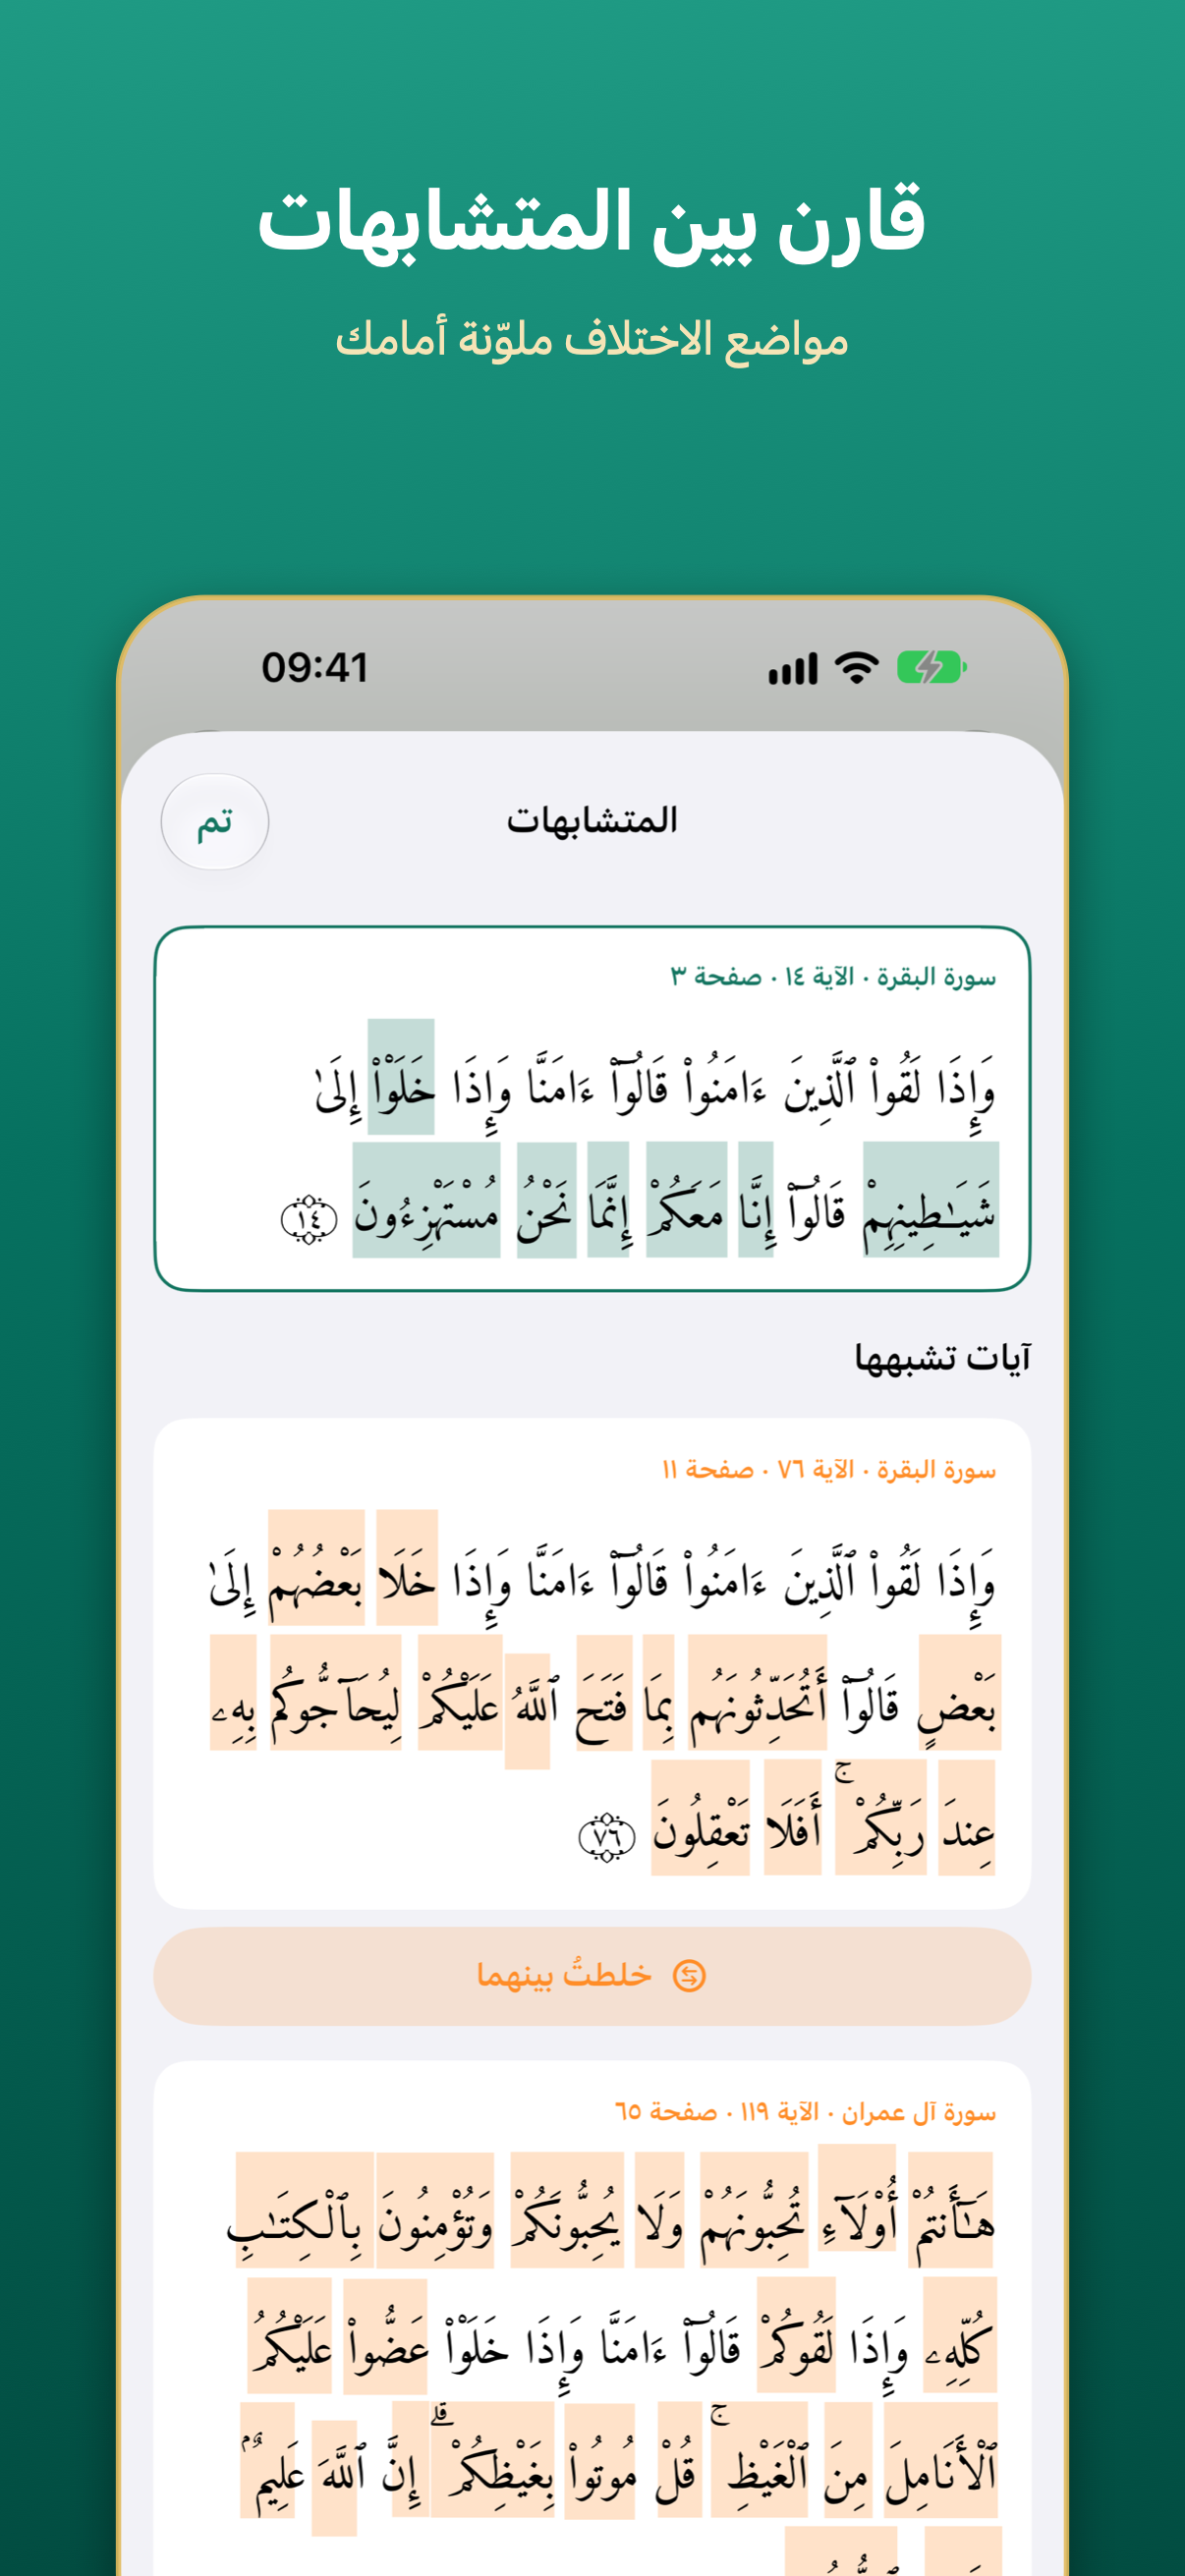 قارن بين المتشابهات
مواضع الاختلاف ملوّنة أمامك
09:41
المتشابهات
تم
سورة البقرة · الآية ١٤ · صفحة ٣
وَإِذَا لَقُوا۟ ٱلَّذِينَ ءَامَنُوا۟ قَالُوٓا۟ ءَامَنَّا وَإِذَا خَلَوْا۟ إِلَىٰ
شَيَـٰطِينِهِمْ قَالُوٓا۟ إِنَّا مَعَكُمْ إِنَّمَا نَحْنُ مُسْتَهْزِءُونَ ١٤
آيات تشبهها
سورة البقرة · الآية ٧٦ · صفحة ١١
وَإِذَا لَقُوا۟ ٱلَّذِينَ ءَامَنُوا۟ قَالُوٓا۟ ءَامَنَّا وَإِذَا خَلَا بَعْضُهُمْ إِلَىٰ
بَعْضٍ قَالُوٓا۟ أَتُحَدِّثُونَهُم بِمَا فَتَحَ ٱللَّهُ عَلَيْكُمْ لِيُحَآجُّوكُم بِهِۦ
عِندَ رَبِّكُمْ ۚ أَفَلَا تَعْقِلُونَ ٧٦
خلطتُ بينهما
سورة آل عمران · الآية ١١٩ · صفحة ٦٥
هَـٰٓأَنتُمْ أُو۟لَآءِ تُحِبُّونَهُمْ وَلَا يُحِبُّونَكُمْ وَتُؤْمِنُونَ بِٱلْكِتَـٰبِ
كُلِّهِۦ وَإِذَا لَقُوكُمْ قَالُوٓا۟ ءَامَنَّا وَإِذَا خَلَوْا۟ عَضُّوا۟ عَلَيْكُمُ
ٱلْأَنَامِلَ مِنَ ٱلْغَيْظِ ۚ قُلْ مُوتُوا۟ بِغَيْظِكُمْ ۗ إِنَّ ٱللَّهَ عَلِيمٌۢ